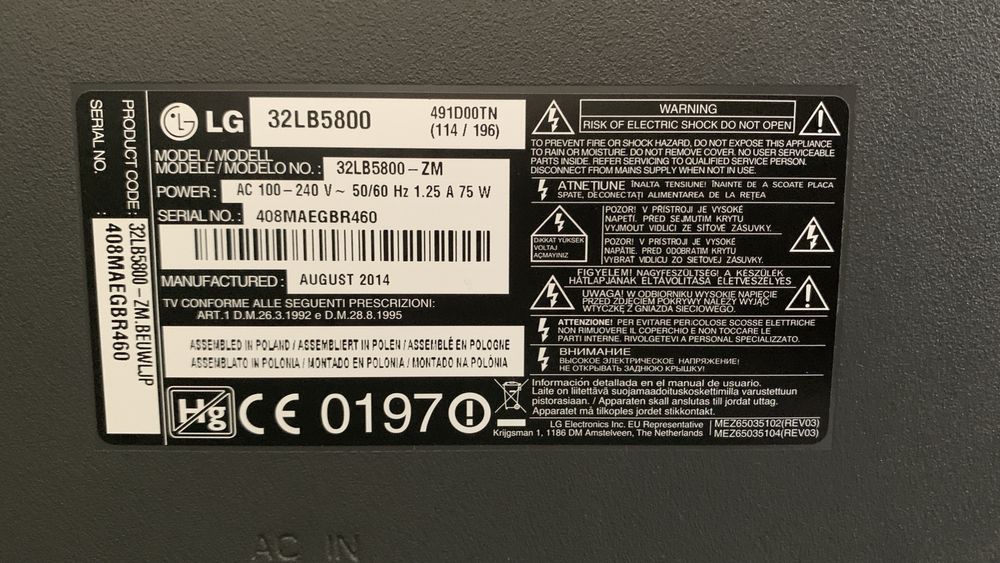 PRODUCT CODE : 32LB5800-ZM.BEUWLJP
SERIAL NO. : 408MAEGBR460
LG 32LB5800 491D00TN
(114 / 196)
MODEL / MODELL
MODELE / MODELO NO. : 32LB5800-ZM
POWER : AC 100-240 V ~ 50/60 Hz 1.25 A 75 W
SERIAL NO. : 408MAEGBR460
MANUFACTURED : AUGUST 2014
TV CONFORME ALLE SEGUENTI PRESCRIZIONI:
ART.1 D.M.26.3.1992 e D.M.28.8.1995
ASSEMBLED IN POLAND / ASSEMBLIERT IN POLEN / ASSEMBLÉ EN POLOGNE
ASSEMBLATO IN POLONIA / MONTADO EN POLONIA / MONTADO NA POLÓNIA
Hg CE 0197
WARNING
RISK OF ELECTRIC SHOCK DO NOT OPEN
TO PREVENT FIRE OR SHOCK HAZARD, DO NOT EXPOSE THIS APPLIANCE
TO RAIN OR MOISTURE. DO NOT REMOVE COVER. NO USER SERVICEABLE
PARTS INSIDE. REFER SERVICING TO QUALIFIED SERVICE PERSON.
DISCONNECT FROM MAINS SUPPLY WHEN NOT IN USE.
ATNEŢIUNE ÎNALTA TENSIUNE! ÎNAINTE DE A SCOATE PLACA
SPATE, DECONECTAŢI ALIMENTAREA DE LA REŢEA
DiKKAT YÜKSEK
VOLTAJ
AÇMAYINIZ
POZOR! V PŘÍSTROJI JE VYSOKÉ
NAPETÍ. PŘED SEJMUTIM KRYTU
VYJMOUT VIDLICI ZE SÍŤOVÉ ZÁSUVKY.
POZOR! V PRÍSTROJI JE VYSOKÉ
NAPÄTIE. PRED ODOBRATIM KRYTU
VYBRAŤ VIDLICU ZO SIEŤOVEJ ZÁSUVKY.
FIGYELEM! NAGYFESZÜLTSÉG! A KÉSZÜLÉK
HÁTLAPJÁNAK ELTÁVOLÍTÁSA ÉLETVESZÉLYES
UWAGA! W ODBIORNIKU WYSOKIE NAPIĘCIE
PRZED ZDJĘCIEM POKRYWY NALEŻY WYJĄĆ
WTYCZKĘ Z GNIAZDA SIECIOWEGO.
ATTENZIONE! PER EVITARE PERCOLOSE SCOSSE ELETTRICHE
NON RIMUOVERE IL COPERCHIO E NON TOCCARE LE
PARTI INTERNE. RIVOLGETEVI A PERSONAL SPECIALIZZATO.
ВНИМАНИЕ
ВЫСОКОЕ ЭЛЕКТРИЧЕСКОЕ НАПРЯЖЕНИЕ!
НЕ ОТКРЫВАТЬ ЗАДНЮЮ КРЫШКУ!
Información detallada en el manual de usuario.
Laite on liitettävä suojamaadoituskoskettimilla varustettuun
pistorasiaan. / Apparaten skall anslutas till jordat uttag.
Apparatet må tilkoples jordet stikkontakt.
LG Electronics Inc. EU Representative
Krijgsman 1, 1186 DM Amstelveen, The Netherlands
MEZ65035102(REV03)
MEZ65035104(REV03)
AC IN